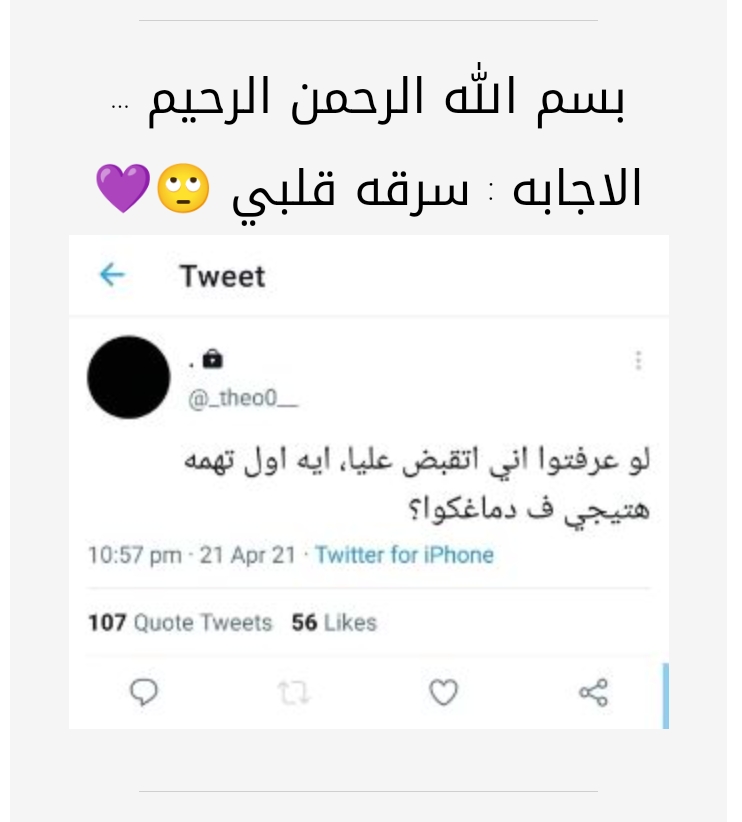 بسم الله الرحمن الرحيم ...
الاجابه : سرقه قلبي 🙄💜
Tweet
. 
@_theo0__
لو عرفتوا اني اتقبض عليا، ايه اول تهمه
هتيجي ف دماغكوا؟
10:57 pm · 21 Apr 21 · Twitter for iPhone
107 Quote Tweets 56 Likes